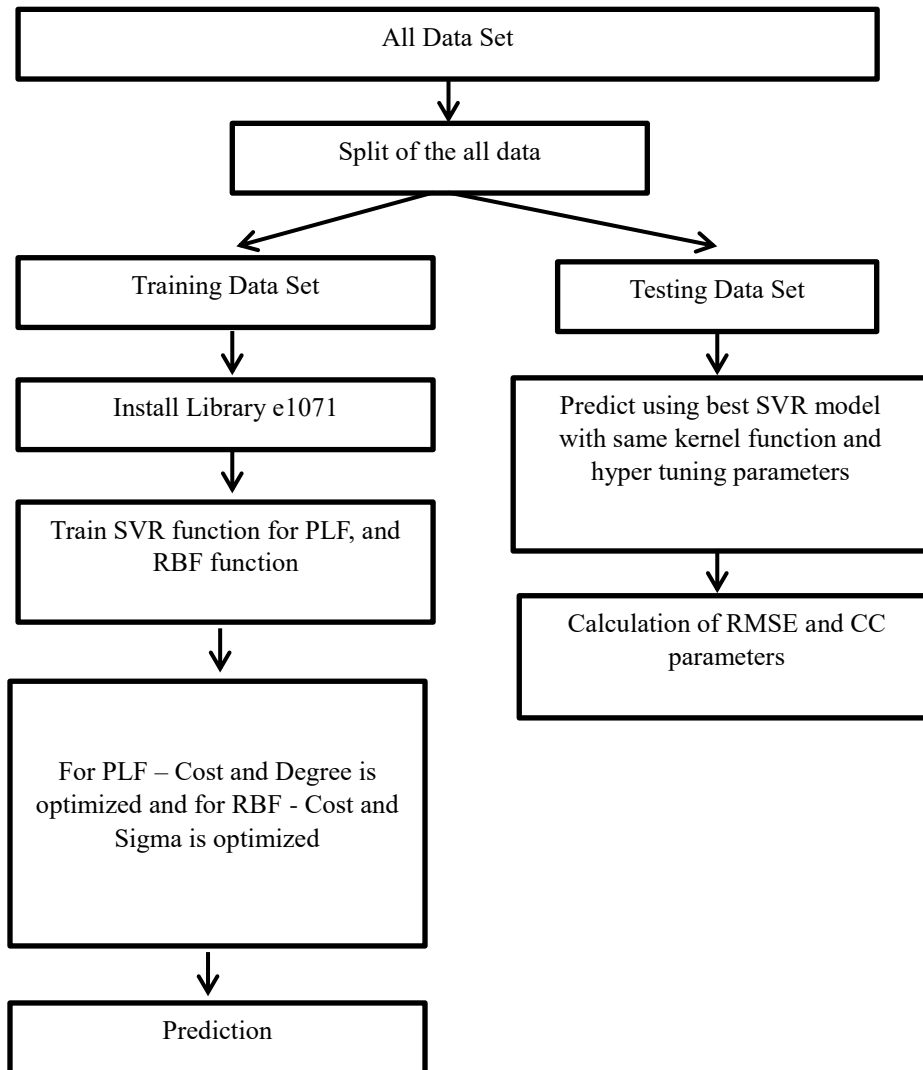 All Data Set
Split of the all data
Training Data Set
Testing Data Set
Install Library e1071
Predict using best SVR model
with same kernel function and
hyper tuning parameters
Train SVR function for PLF, and
RBF function
Calculation of RMSE and CC
parameters
For PLF – Cost and Degree is
optimized and for RBF - Cost and
Sigma is optimized
Prediction